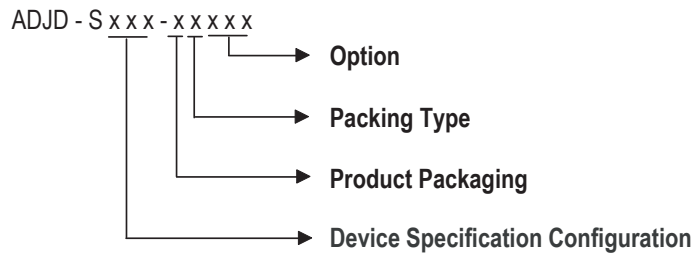 ADJD - S x x x - x x x x x
Option
Packing Type
Product Packaging
Device Specification Configuration